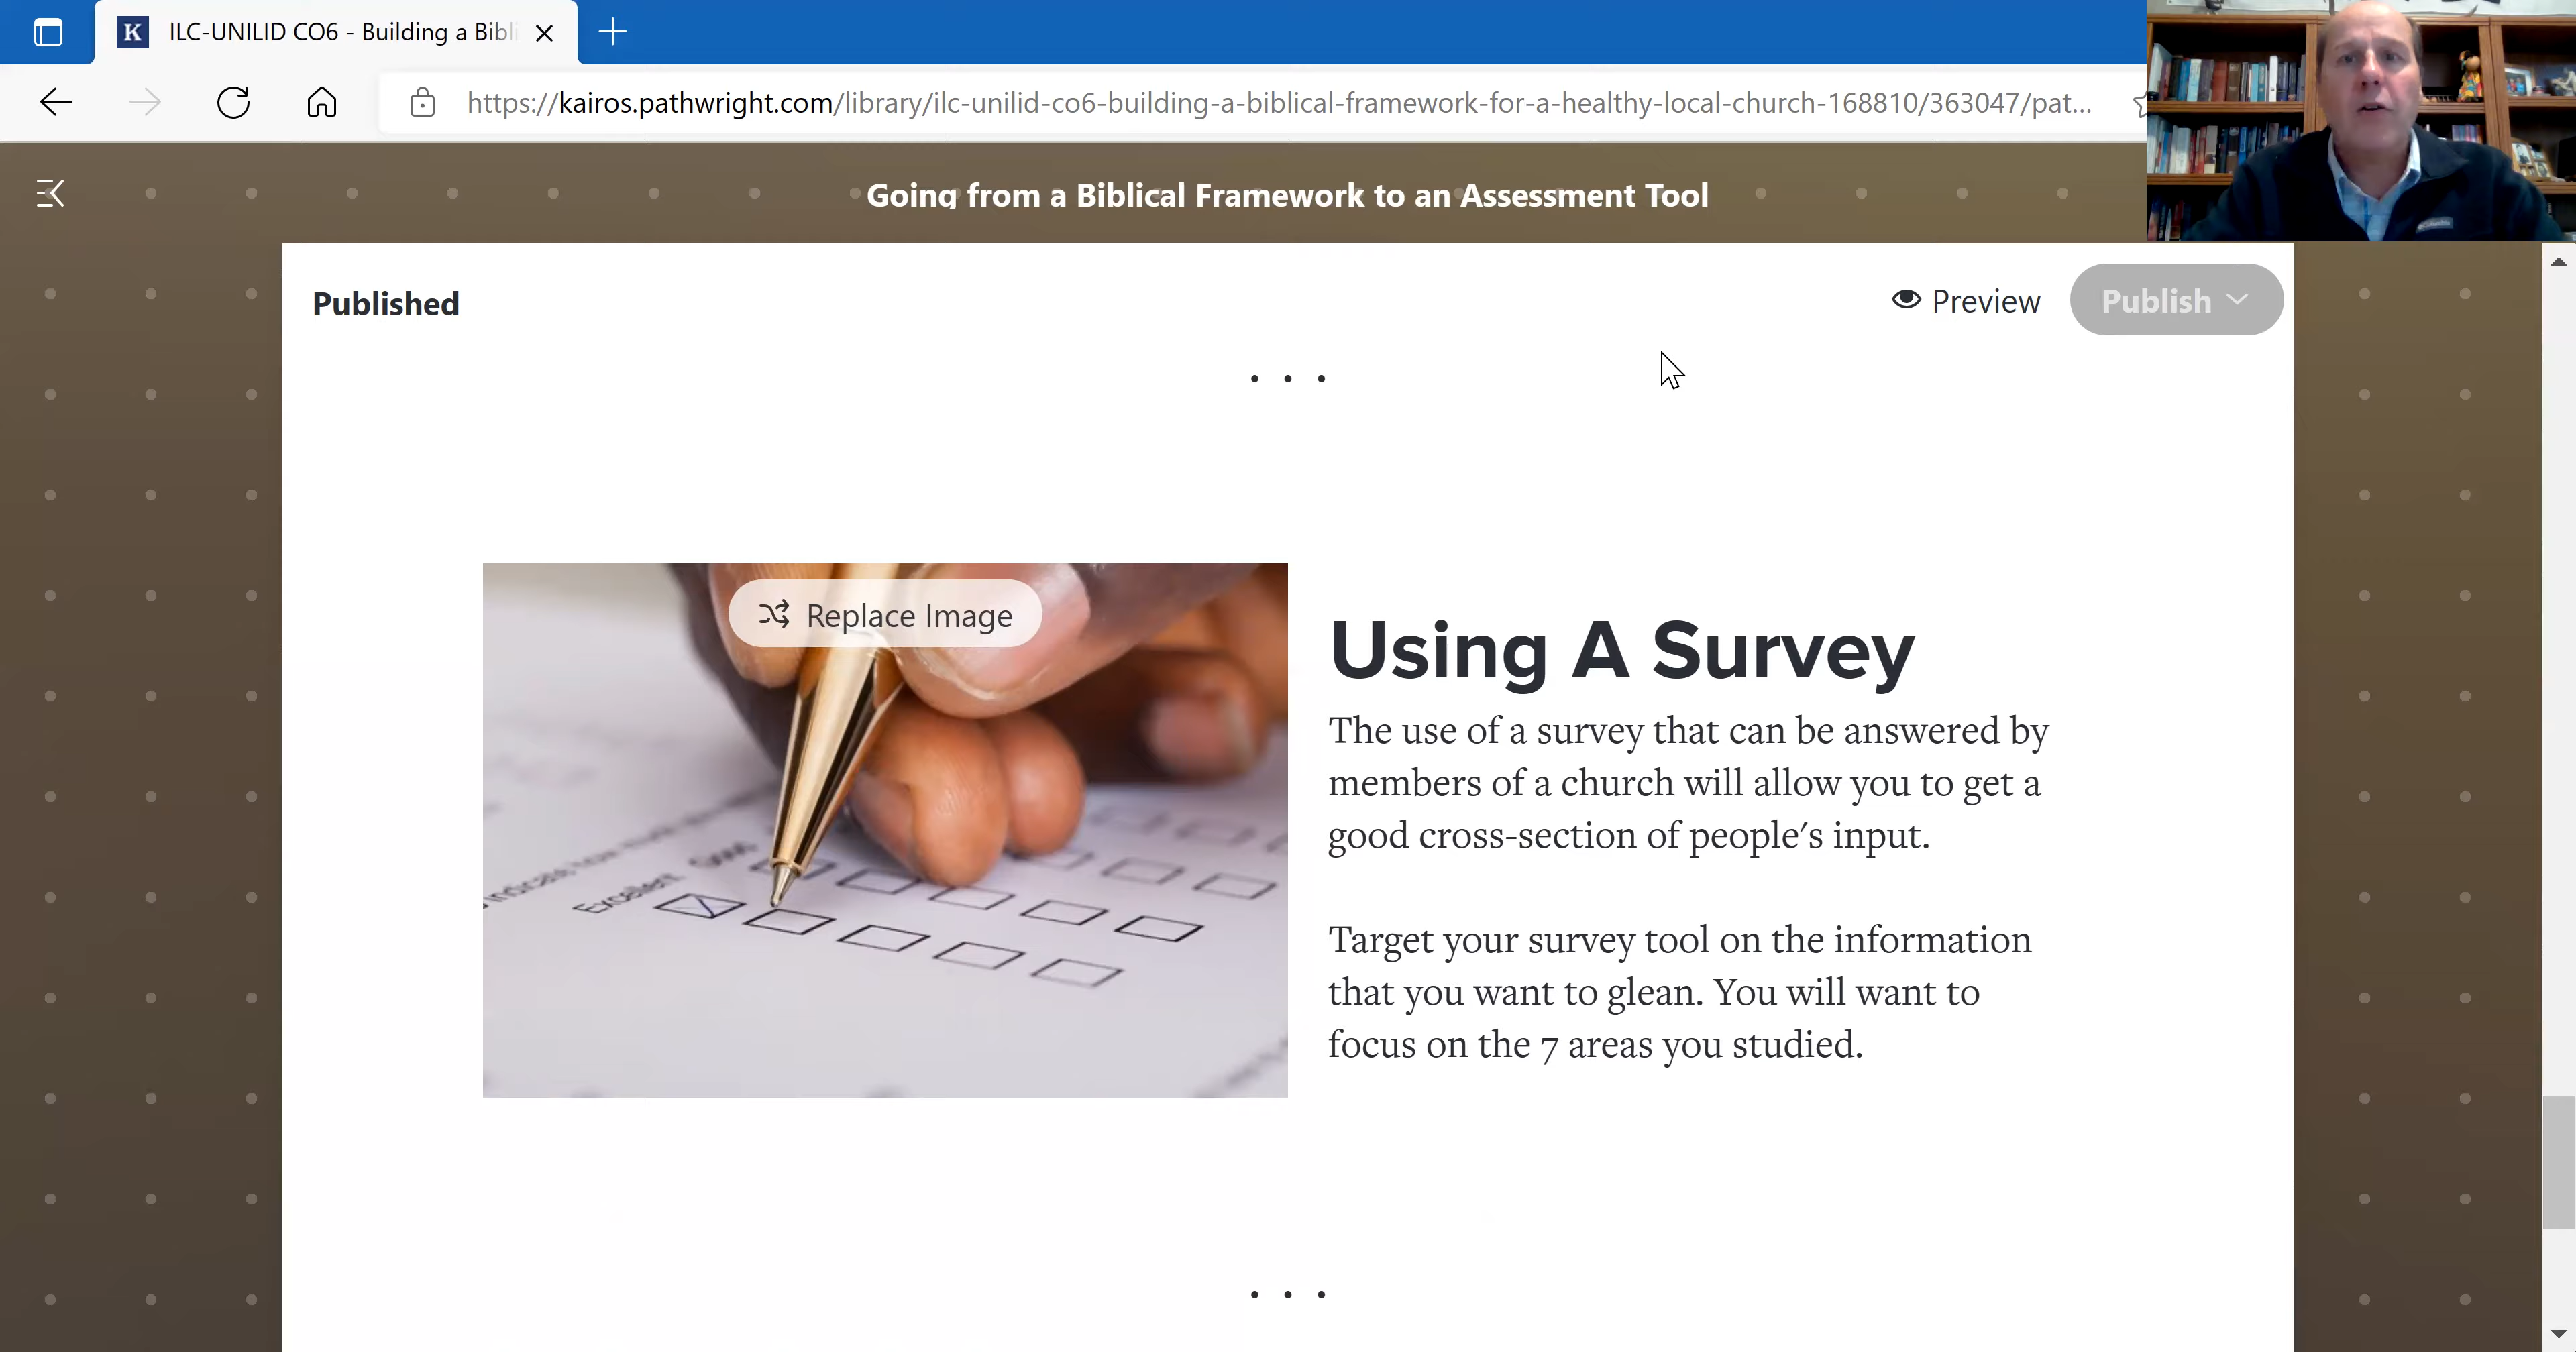 K ILC-UNILID CO6 - Building a Bibli
https://kairos.pathwright.com/library/ilc-unilid-co6-building-a-biblical-framework-for-a-healthy-local-church-168810/363047/pat...
Going from a Biblical Framework to an Assessment Tool
Published
Preview
Publish
Replace Image
Using A Survey
The use of a survey that can be answered by
members of a church will allow you to get a
good cross-section of people's input.
Target your survey tool on the information
that you want to glean. You will want to
focus on the 7 areas you studied.
Good
Excellent